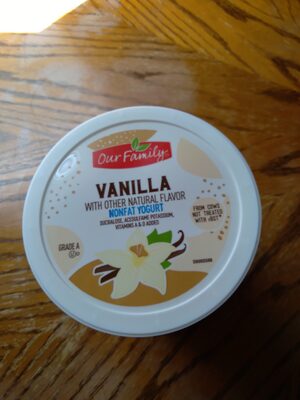 Our Family.
VANILLA
WITH OTHER NATURAL FLAVOR
NONFAT YOGURT
SUCRALOSE, ACESULFAME POTASSIUM,
VITAMINS A & D ADDED
FROM COWS
NOT TREATED
WITH rBST*
GRADE A